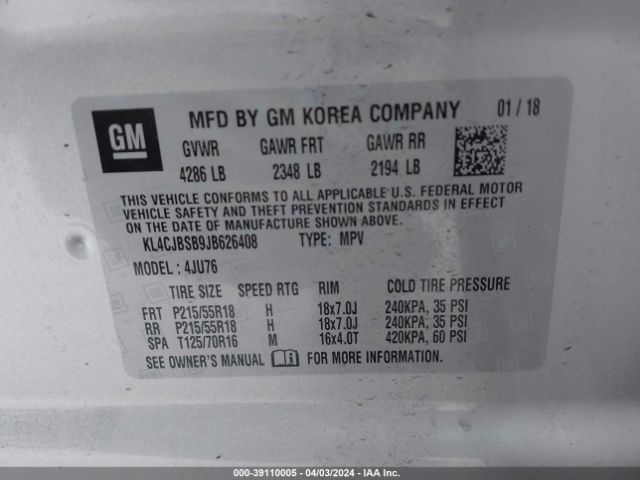 GM
MFD BY GM KOREA COMPANY 01 / 18
GVWR GAWR FRT GAWR RR
4286 LB 2348 LB 2194 LB
THIS VEHICLE CONFORMS TO ALL APPLICABLE U.S. FEDERAL MOTOR
VEHICLE SAFETY AND THEFT PREVENTION STANDARDS IN EFFECT
ON THE DATE OF MANUFACTURE SHOWN ABOVE.
KL4CJBSB9JB626408 TYPE: MPV
MODEL : 4JU76
TIRE SIZE SPEED RTG RIM COLD TIRE PRESSURE
FRT P215/55R18 H 18x7.0J 240KPA, 35 PSI
RR P215/55R18 H 18x7.0J 240KPA, 35 PSI
SPA T125/70R16 M 16x4.0T 420KPA, 60 PSI
SEE OWNER'S MANUAL i FOR MORE INFORMATION.
000-39110005 - 04/03/2024 - IAA Inc.